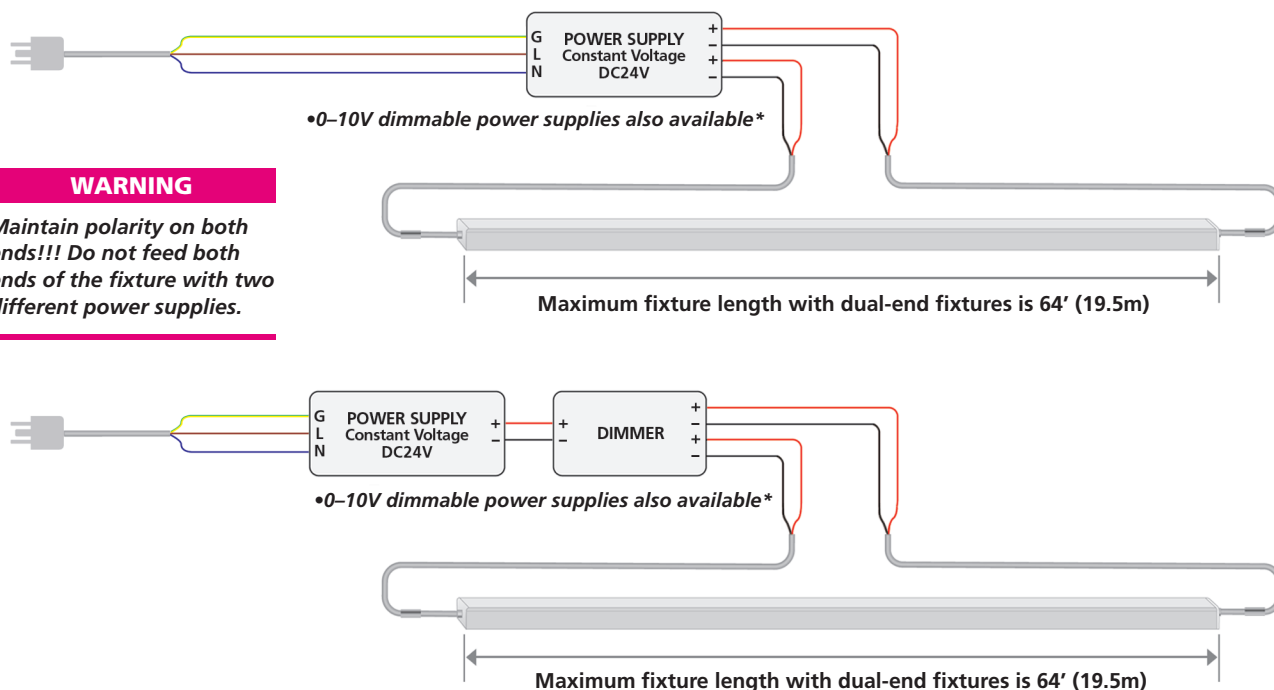 G
L
N
POWER SUPPLY
Constant Voltage
DC24V
+
–
+
–
•0–10V dimmable power supplies also available*
WARNING
Maintain polarity on both
ends!!! Do not feed both
ends of the fixture with two
different power supplies.
Maximum fixture length with dual-end fixtures is 64’ (19.5m)
G
L
N
POWER SUPPLY
Constant Voltage
DC24V
+
–
+
–
DIMMER
+
–
+
–
•0–10V dimmable power supplies also available*
Maximum fixture length with dual-end fixtures is 64’ (19.5m)